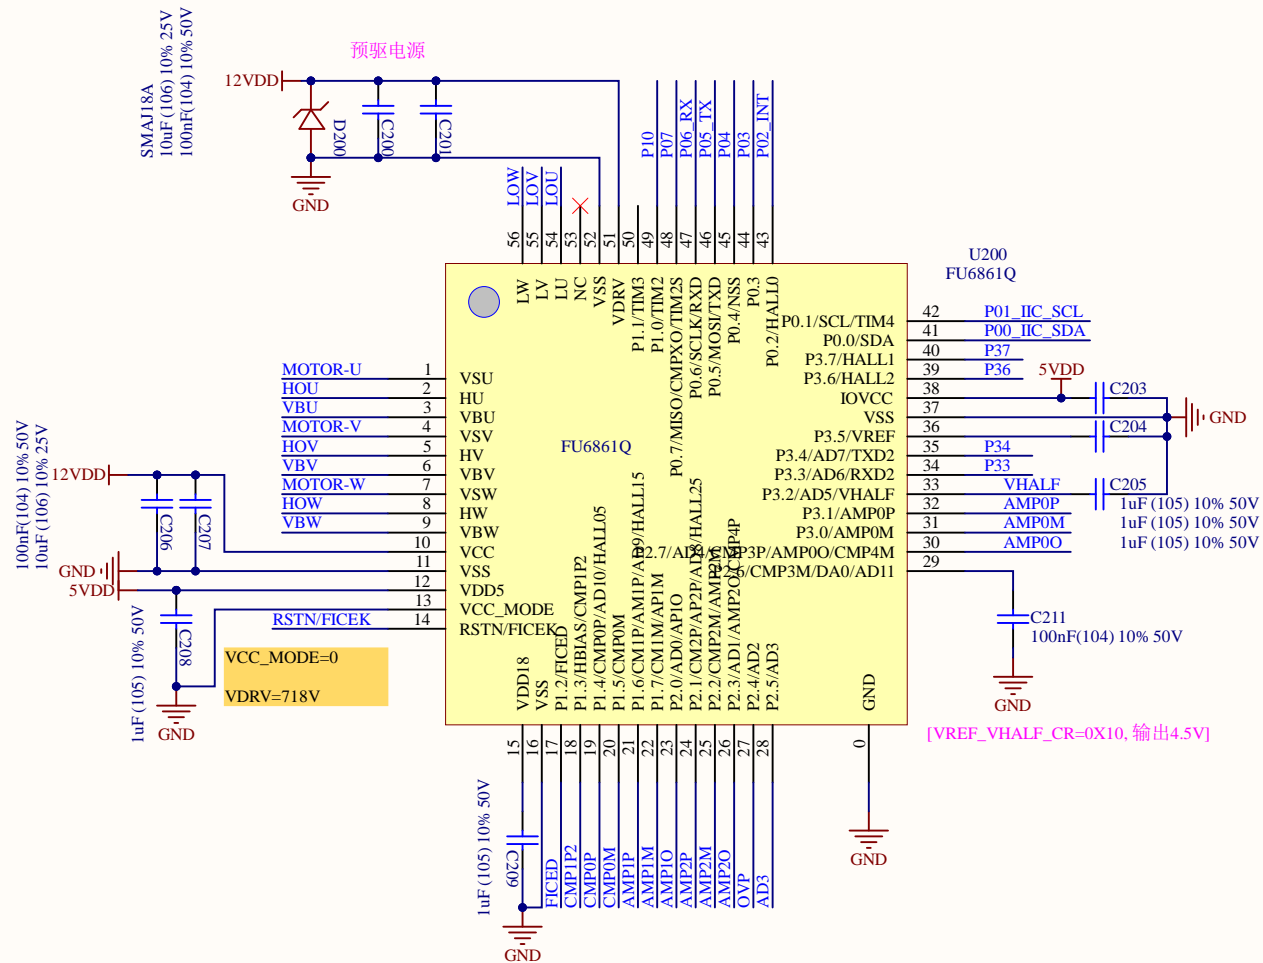 预驱电源
SMAJ18A
10uF (106) 10% 25V
100nF(104) 10% 50V
12VDD
D200
C200
C201
GND
LOW
LOV
LOU
P10
P07
P06_RX
P05_TX
P04
P03
P02_INT
56
55
54
53
52
51
50
49
48
47
46
45
44
43
LW
LV
LU
NC
VSS
VDRV
P1.1/TIM3
P1.0/TIM2
P0.7/MISO/CMPXO/TIM2S
P0.6/SCLK/RXD
P0.5/MOSI/TXD
P0.4/NSS
P0.3
P0.2/HALL0
U200
FU6861Q
MOTOR-U 1 VSU
HOU 2 HU
VBU 3 VBU
MOTOR-V 4 VSV
HOV 5 HV
VBV 6 VBV
MOTOR-W 7 VSW
HOW 8 HW
VBW 9 VBW
10 VCC
11 VSS
12 VDD5
13 VCC_MODE
RSTN/FICEK 14 RSTN/FICEK
FU6861Q
P0.1/SCL/TIM4 42 P01_IIC_SCL
P0.0/SDA 41 P00_IIC_SDA
P3.7/HALL1 40 P37
P3.6/HALL2 39 P36
IOVCC 38
VSS 37
P3.5/VREF 36
P3.4/AD7/TXD2 35 P34
P3.3/AD6/RXD2 34 P33
P3.2/AD5/VHALF 33 VHALF
P3.1/AMP0P 32 AMP0P
P3.0/AMP0M 31 AMP0M
P2.7/AD4/CMP3P/AMP0O/CMP4M 30 AMP0O
P2.6/CMP3M/DA0/AD11 29
5VDD
C203
GND
C204
C205
1uF (105) 10% 50V
1uF (105) 10% 50V
1uF (105) 10% 50V
C211
100nF(104) 10% 50V
GND
[VREF_VHALF_CR=0X10, 输出4.5V]
100nF(104) 10% 50V
10uF (106) 10% 25V
12VDD
C206
C207
GND
5VDD
1uF (105) 10% 50V
C208
GND
VCC_MODE=0
VDRV=718V
VDD18
VSS
P1.2/FICED
P1.3/HBIAS/CMP1P2
P1.4/CMP0P/AD10/HALL05
P1.5/CMP0M
P1.6/CM1P/AM1P/AD9/HALL15
P1.7/CM1M/AP1M
P2.0/AD0/AP1O
P2.1/CM2P/AP2P/AD8/HALL25
P2.2/CMP2M/AMP2M
P2.3/AD1/AMP2O/CMP4P
P2.4/AD2
P2.5/AD3
GND
15
16
17
18
19
20
21
22
23
24
25
26
27
28
0
1uF (105) 10% 50V
C209
GND
FICED
CMP1P2
CMP0P
CMP0M
AMP1P
AMP1M
AMP1O
AMP2P
AMP2M
AMP2O
OVP
AD3
GND